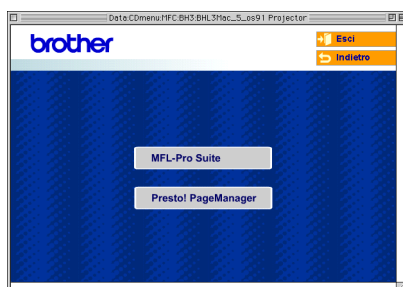 Data:CDmenu:MFC:BH3:BHL3Mac_5_os91 Projector
brother
Esci
Indietro
MFL-Pro Suite
Presto! PageManager